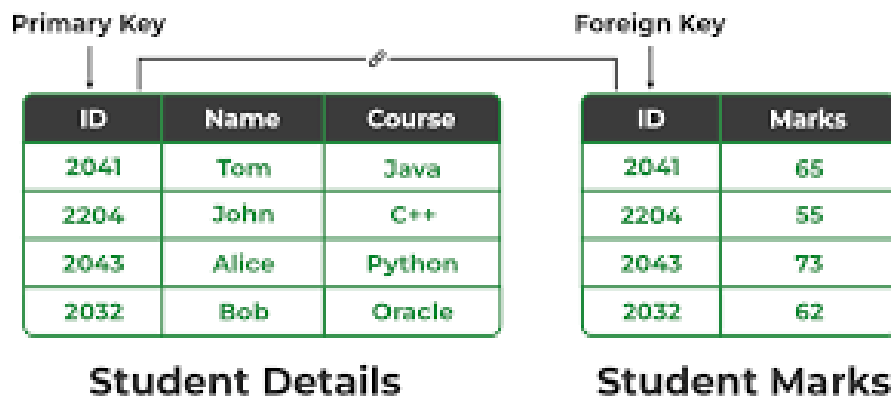 Primary Key
Foreign Key
ID Name Course
2041 Tom Java
2204 John C++
2043 Alice Python
2032 Bob Oracle
Student Details
ID Marks
2041 65
2204 55
2043 73
2032 62
Student Marks